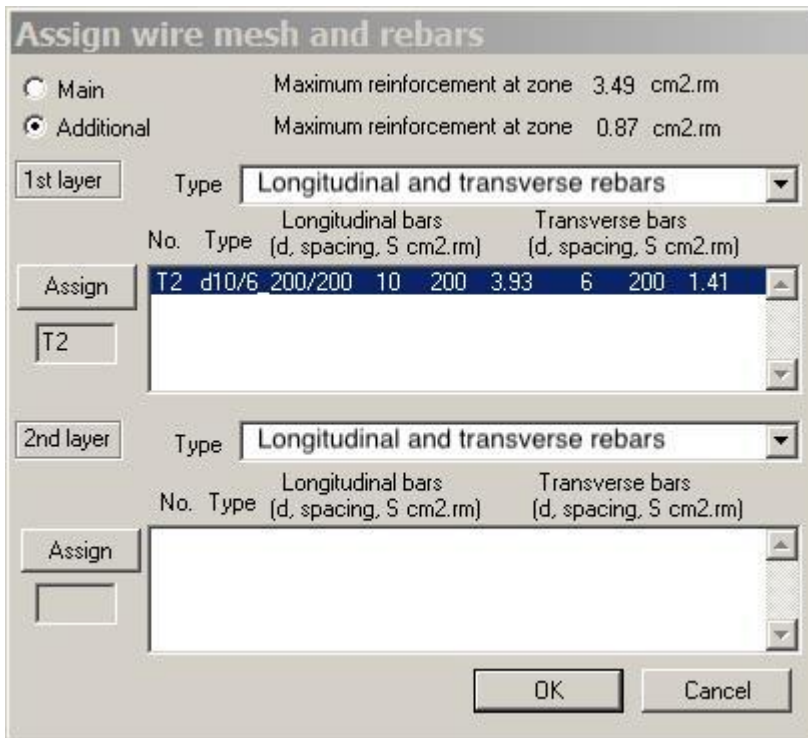 Assign wire mesh and rebars
Main Maximum reinforcement at zone 3.49 cm2.rm
Additional Maximum reinforcement at zone 0.87 cm2.rm
1st layer Type Longitudinal and transverse rebars
Longitudinal bars Transverse bars
No. Type (d, spacing, S cm2.rm) (d, spacing, S cm2.rm)
Assign T2 d10/6_200/200 10 200 3.93 6 200 1.41
T2
2nd layer Type Longitudinal and transverse rebars
Longitudinal bars Transverse bars
No. Type (d, spacing, S cm2.rm) (d, spacing, S cm2.rm)
Assign
OK Cancel